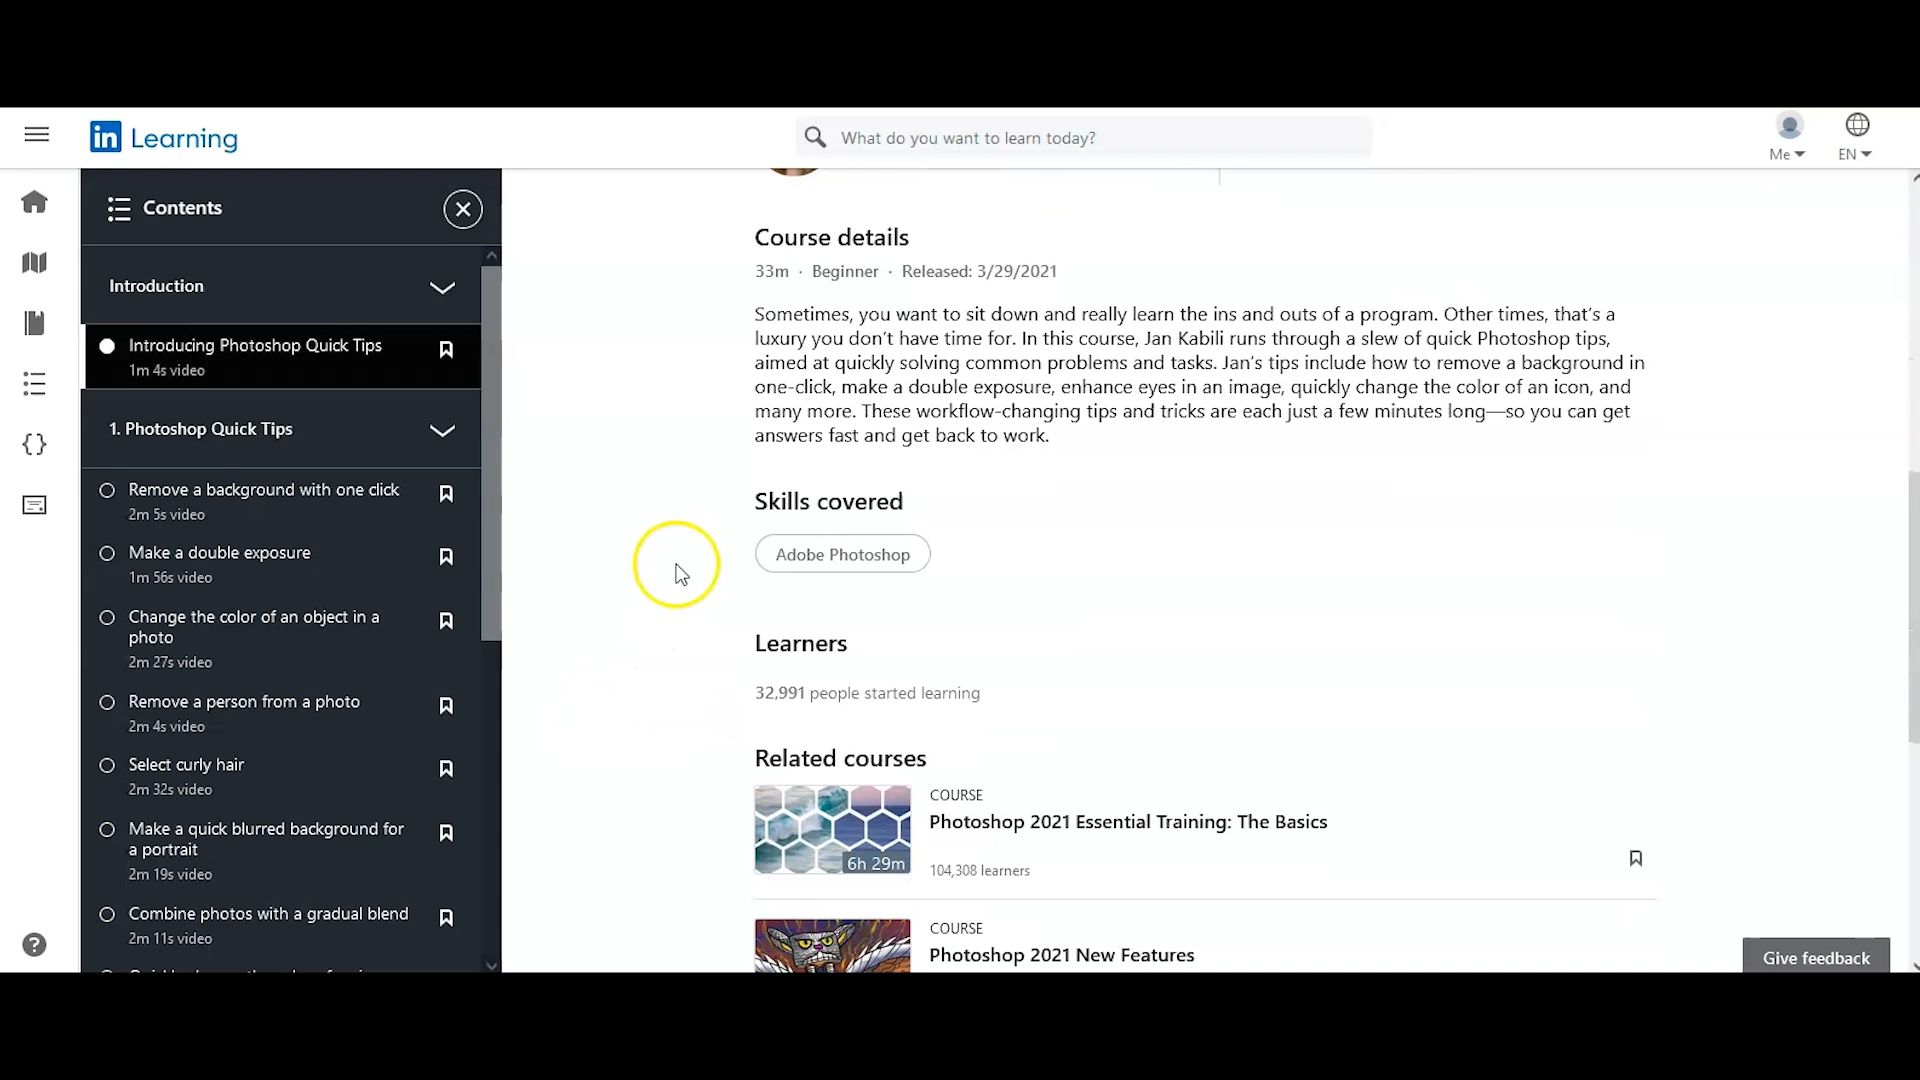 in Learning
What do you want to learn today?
Me
EN
Contents
Introduction
Introducing Photoshop Quick Tips
1m 4s video
1. Photoshop Quick Tips
Remove a background with one click
2m 5s video
Make a double exposure
1m 56s video
Change the color of an object in a
photo
2m 27s video
Remove a person from a photo
2m 4s video
Select curly hair
2m 32s video
Make a quick blurred background for
a portrait
2m 19s video
Combine photos with a gradual blend
2m 11s video
Course details
33m · Beginner · Released: 3/29/2021
Sometimes, you want to sit down and really learn the ins and outs of a program. Other times, that's a
luxury you don't have time for. In this course, Jan Kabili runs through a slew of quick Photoshop tips,
aimed at quickly solving common problems and tasks. Jan's tips include how to remove a background in
one-click, make a double exposure, enhance eyes in an image, quickly change the color of an icon, and
many more. These workflow-changing tips and tricks are each just a few minutes long—so you can get
answers fast and get back to work.
Skills covered
Adobe Photoshop
Learners
32,991 people started learning
Related courses
6h 29m
COURSE
Photoshop 2021 Essential Training: The Basics
104,308 learners
COURSE
Photoshop 2021 New Features
Give feedback